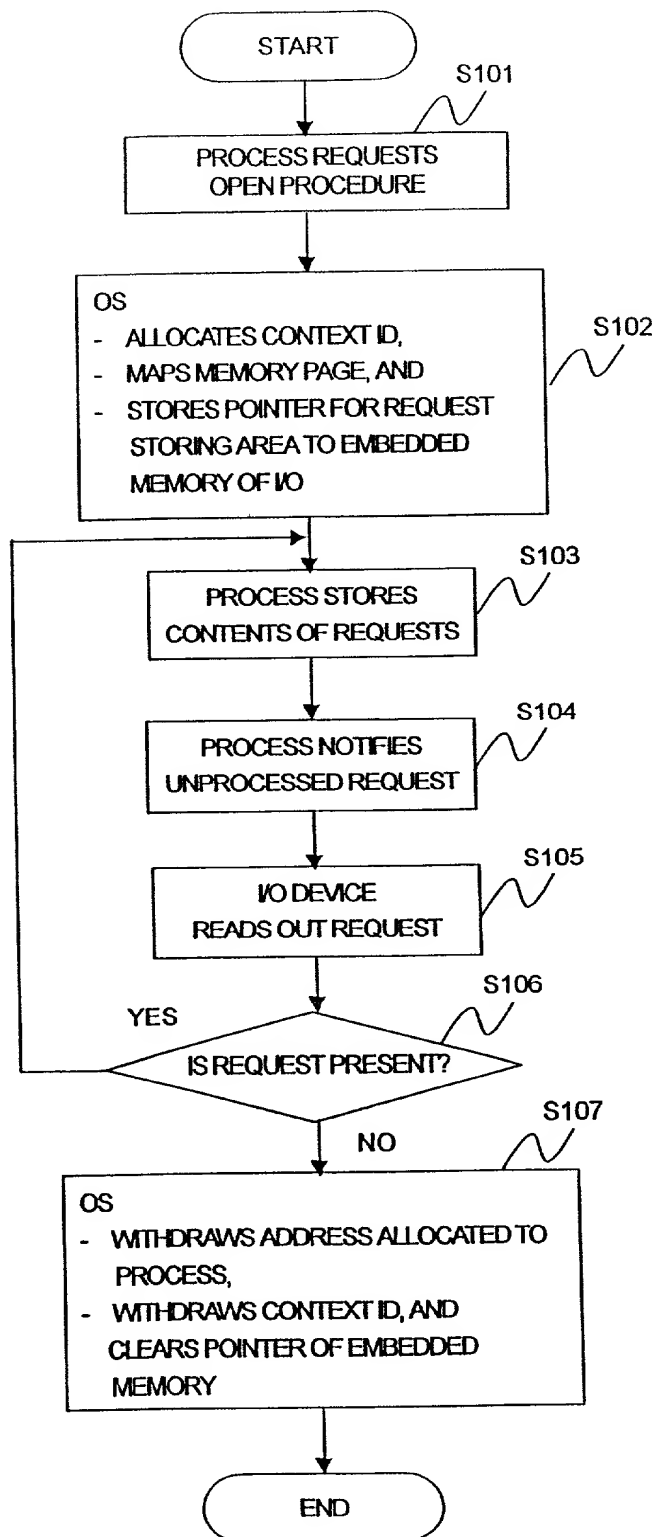 START
S101
PROCESS REQUESTS
OPEN PROCEDURE
OS
- ALLOCATES CONTEXT ID,
- MAPS MEMORY PAGE, AND
- STORES POINTER FOR REQUEST
STORING AREA TO EMBEDDED
MEMORY OF I/O
S102
S103
PROCESS STORES
CONTENTS OF REQUESTS
S104
PROCESS NOTIFIES
UNPROCESSED REQUEST
S105
I/O DEVICE
READS OUT REQUEST
S106
YES
IS REQUEST PRESENT?
NO
S107
OS
- WITHDRAWS ADDRESS ALLOCATED TO
PROCESS,
- WITHDRAWS CONTEXT ID, AND
CLEARS POINTER OF EMBEDDED
MEMORY
END